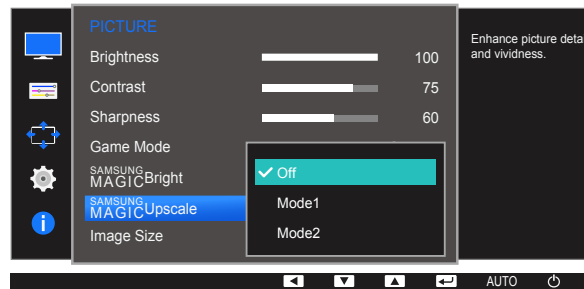 PICTURE
Brightness 100
Contrast 75
Sharpness 60
Game Mode
SAMSUNG
MAGICBright
SAMSUNG
MAGICUpscale
Image Size
Off
Mode1
Mode2
Enhance picture deta
and vividness.
AUTO